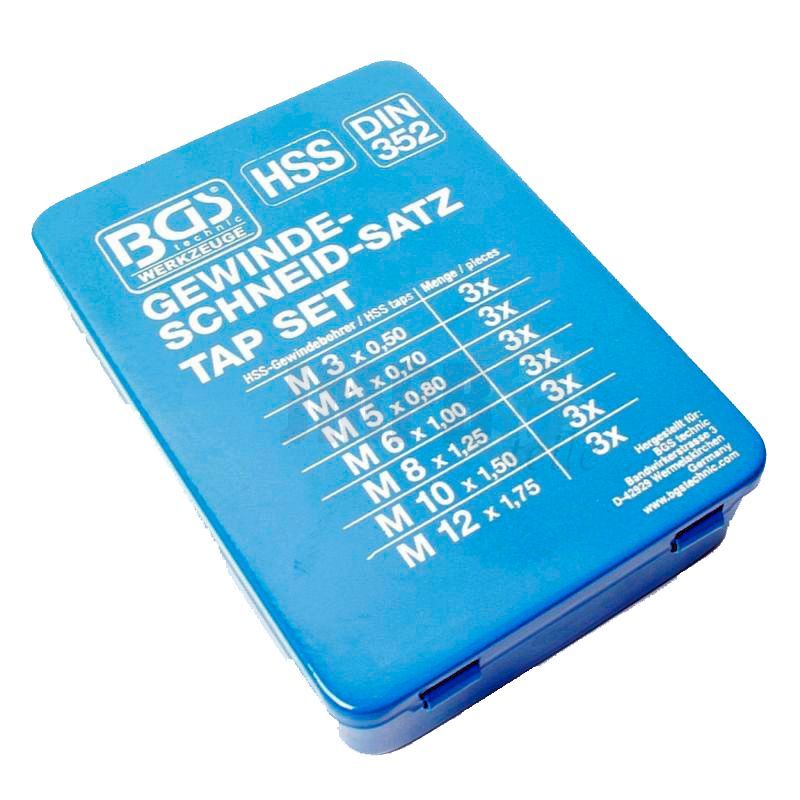 BGS®
technic
WERKZEUGE
HSS
DIN
352
GEWINDE-
SCHNEID-SATZ
TAP SET
HSS-Gewindebohrer / HSS taps | Menge / pieces
M 3 x 0,50 3x
M 4 x 0,70 3x
M 5 x 0,80 3x
M 6 x 1,00 3x
M 8 x 1,25 3x
M 10 x 1,50 3x
M 12 x 1,75 3x
Hergestellt für:
BGS technic
Bandwirkerstrasse 3
D-42929 Wermelskirchen
Germany
www.bgstechnic.com